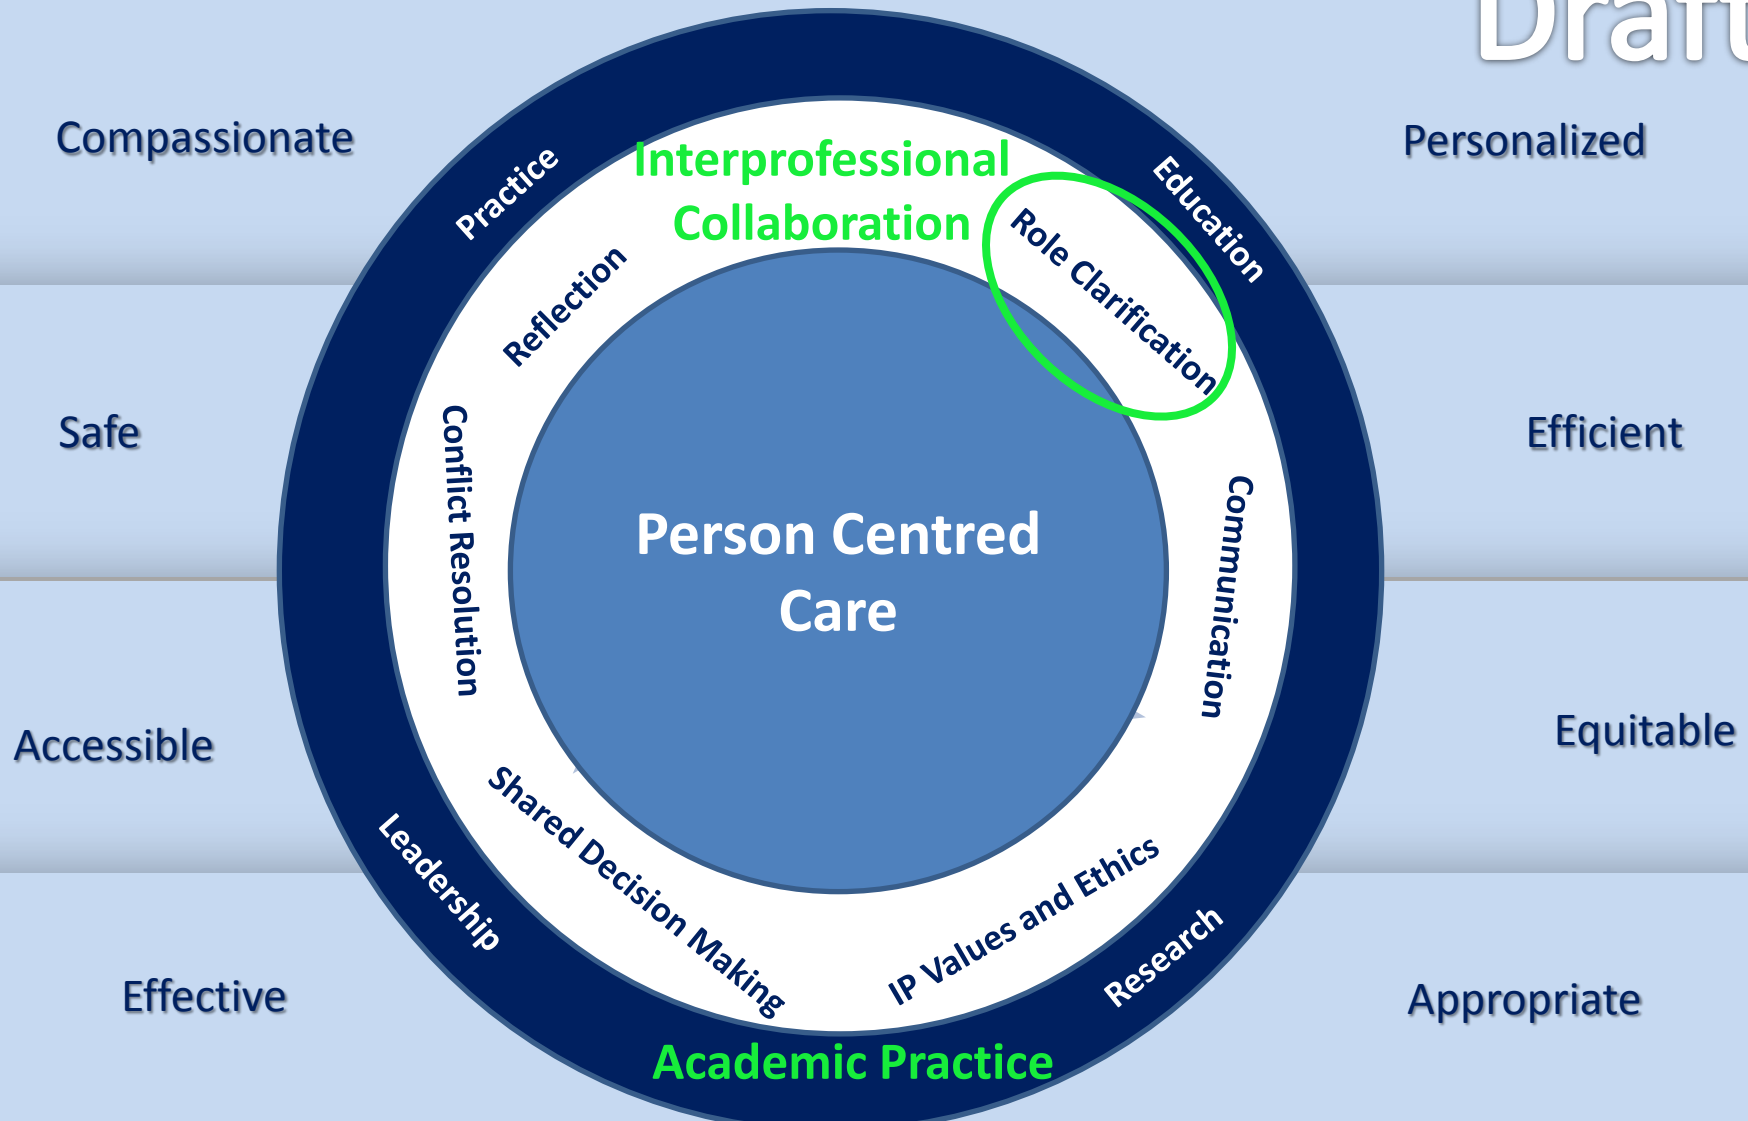 Draft
Compassionate
Personalized
Practice
Education
Interprofessional
Collaboration
Role Clarification
Reflection
Safe
Efficient
Conflict Resolution
Communication
Person Centred
Care
Accessible
Equitable
Shared Decision Making
IP Values and Ethics
Leadership
Research
Effective
Appropriate
Academic Practice